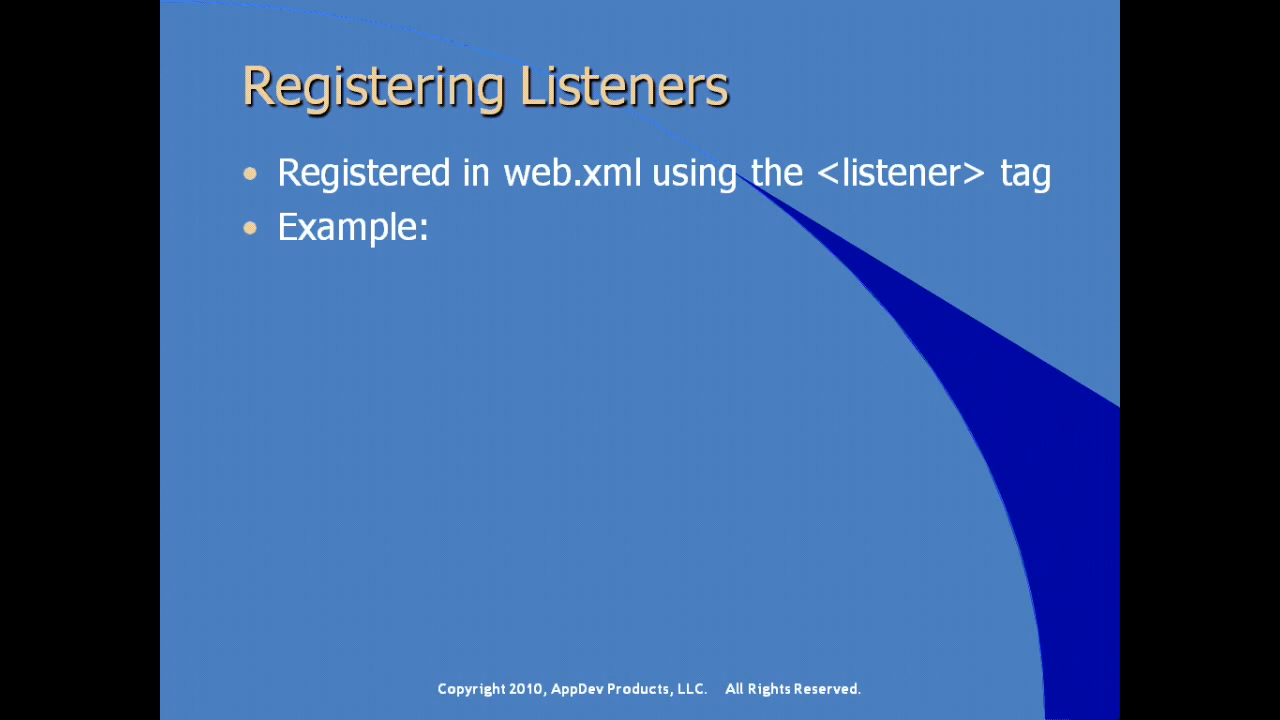 Registering Listeners
Registered in web.xml using the <listener> tag
Example:
Copyright 2010, AppDev Products, LLC. All Rights Reserved.